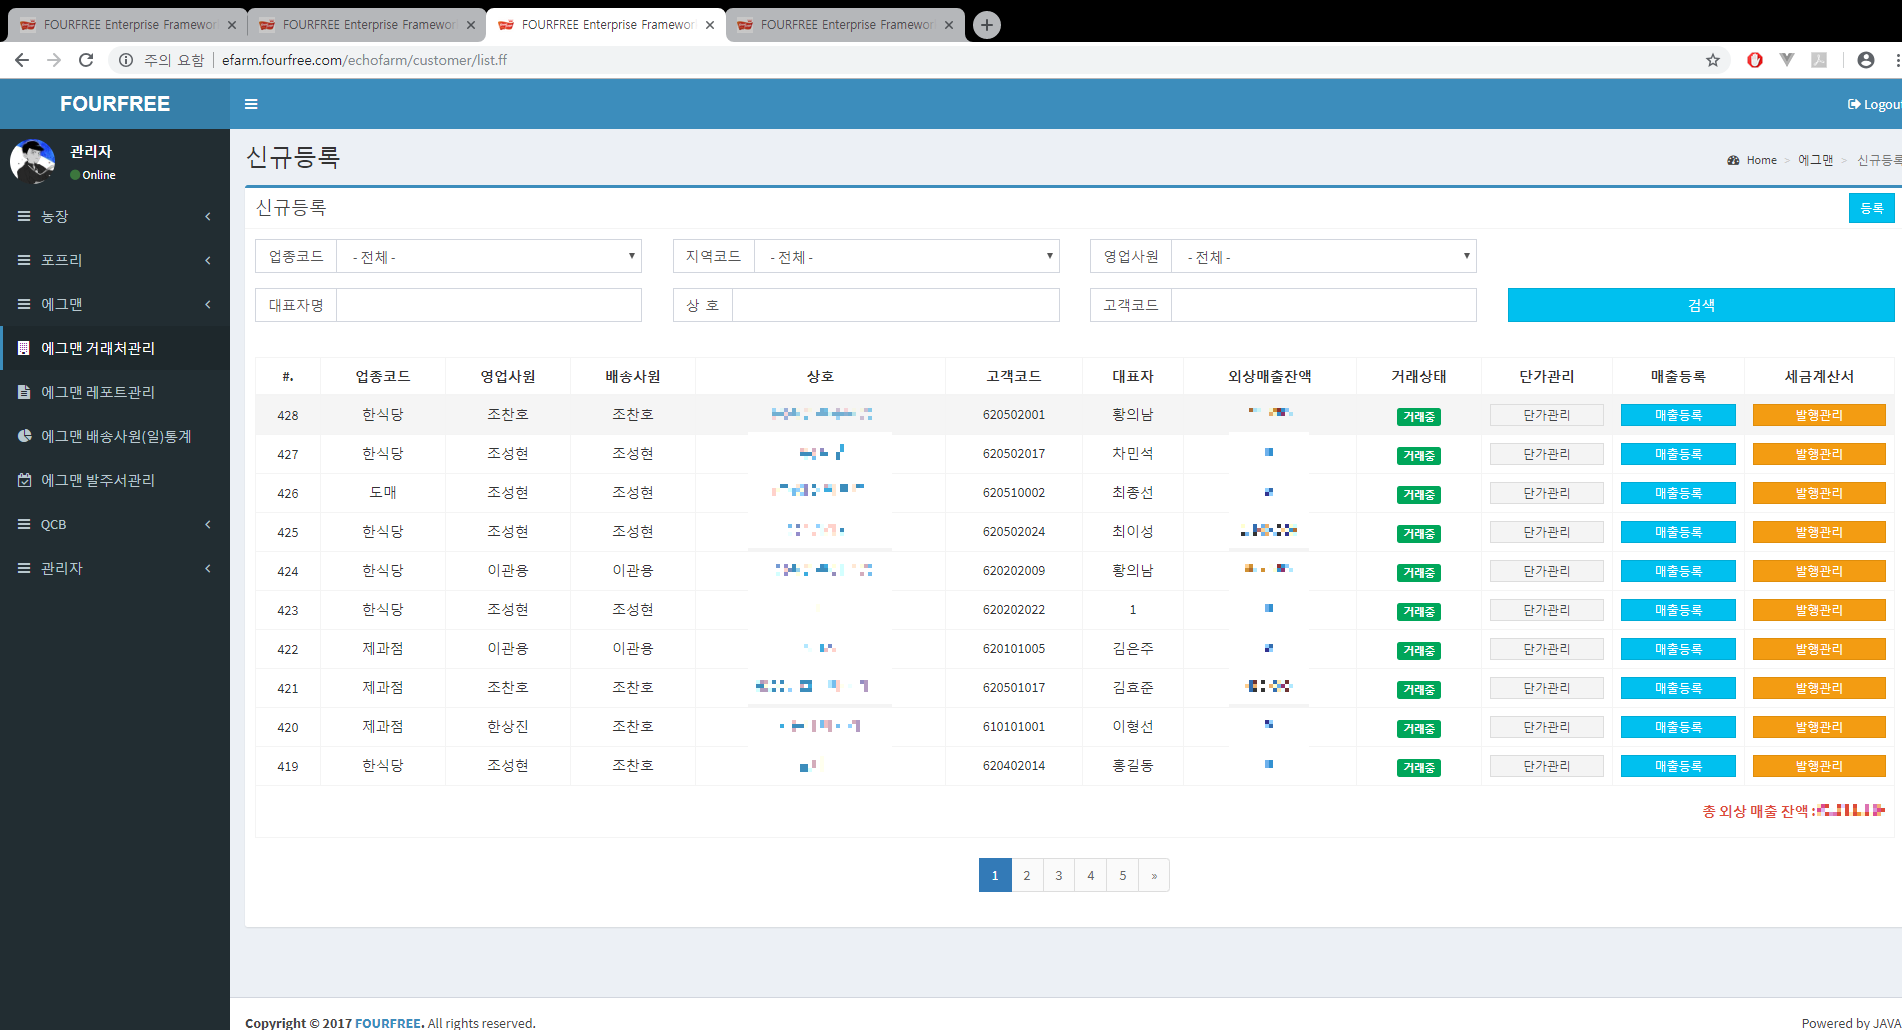 FOURFREE Enterprise Framewor FOURFREE Enterprise Framewor FOURFREE Enterprise Framewor FOURFREE Enterprise Framewor
주의 요함 efarm.fourfree.com/echofarm/customer/list.ff
FOURFREE
Logou
관리자
Online
농장
포프리
에그맨
에그맨 거래처관리
에그맨 레포트관리
에그맨 배송사원(일)통계
에그맨 발주서관리
QCB
관리자
신규등록
Home > 에그맨 > 신규등록
신규등록
등록
업종코드 - 전체 - 지역코드 - 전체 - 영업사원 - 전체 -
대표자명 상 호 고객코드 검색
#. 업종코드 영업사원 배송사원 상호 고객코드 대표자 외상매출잔액 거래상태 단가관리 매출등록 세금계산서
428 한식당 조찬호 조찬호 620502001 황의남 거래중 단가관리 매출등록 발행관리
427 한식당 조성현 조성현 620502017 차민석 거래중 단가관리 매출등록 발행관리
426 도매 조성현 조성현 620510002 최종선 거래중 단가관리 매출등록 발행관리
425 한식당 조성현 조성현 620502024 최이성 거래중 단가관리 매출등록 발행관리
424 한식당 이관용 이관용 620202009 황의남 거래중 단가관리 매출등록 발행관리
423 한식당 조성현 조성현 620202022 1 거래중 단가관리 매출등록 발행관리
422 제과점 이관용 이관용 620101005 김은주 거래중 단가관리 매출등록 발행관리
421 제과점 조찬호 조찬호 620501017 김효준 거래중 단가관리 매출등록 발행관리
420 제과점 한상진 조찬호 610101001 이형선 거래중 단가관리 매출등록 발행관리
419 한식당 조성현 조찬호 620402014 홍길동 거래중 단가관리 매출등록 발행관리
총 외상 매출 잔액 :
1 2 3 4 5 »
Copyright © 2017 FOURFREE. All rights reserved.
Powered by JAVA